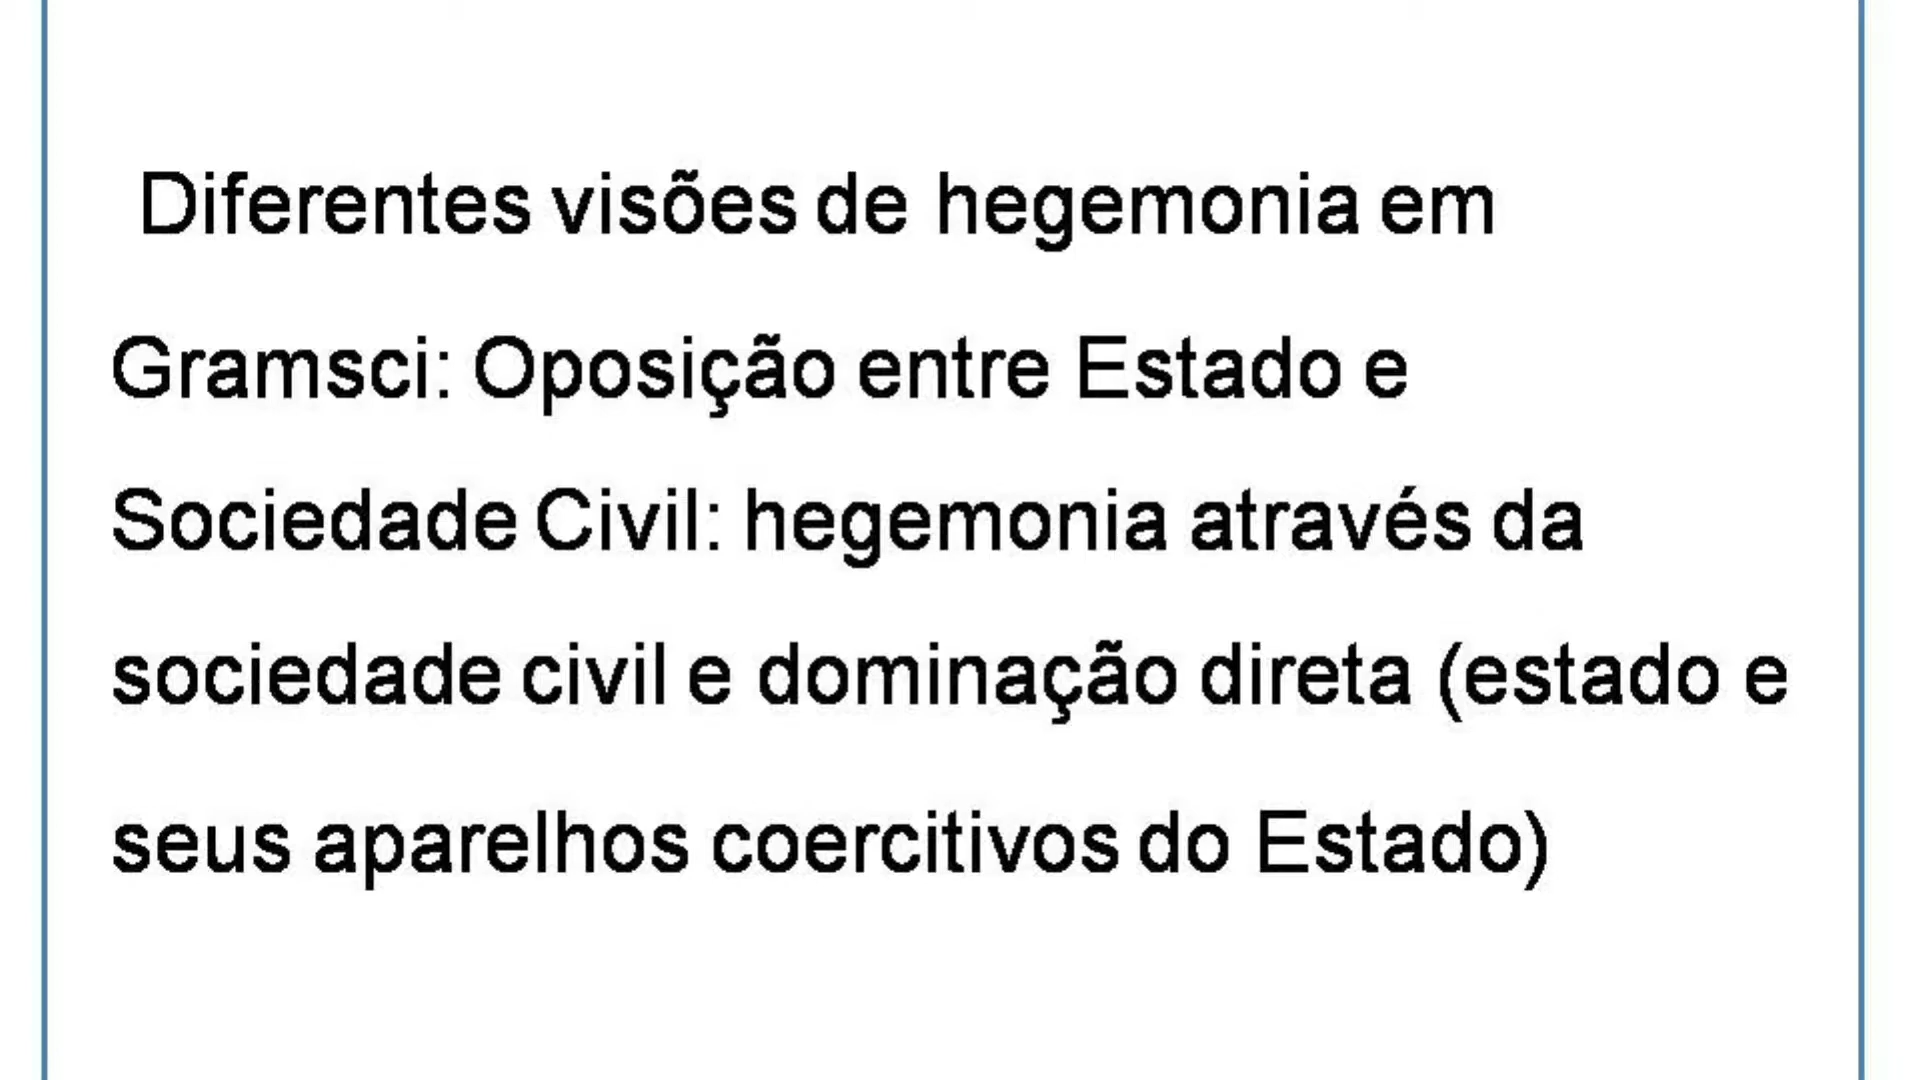 Diferentes visões de hegemonia em
Gramsci: Oposição entre Estado e
Sociedade Civil: hegemonia através da
sociedade civil e dominação direta (estado e
seus aparelhos coercitivos do Estado)